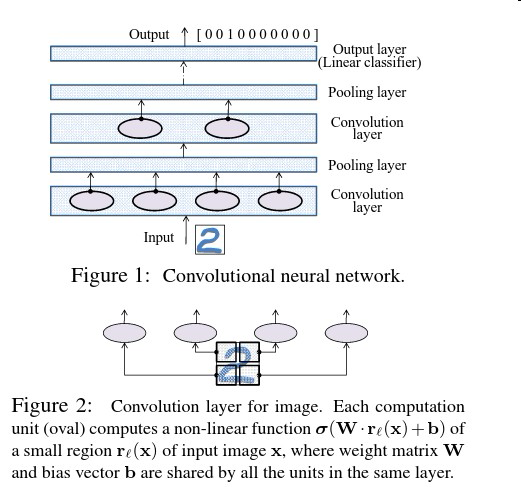 Output [ 0 0 1 0 0 0 0 0 0 0 ]
Output layer
(Linear classifier)
Pooling layer
Convolution
layer
Pooling layer
Convolution
layer
Input 2
Figure 1: Convolutional neural network.
2
Figure 2: Convolution layer for image. Each computation
unit (oval) computes a non-linear function σ(W · rℓ(x) + b) of
a small region rℓ(x) of input image x, where weight matrix W
and bias vector b are shared by all the units in the same layer.